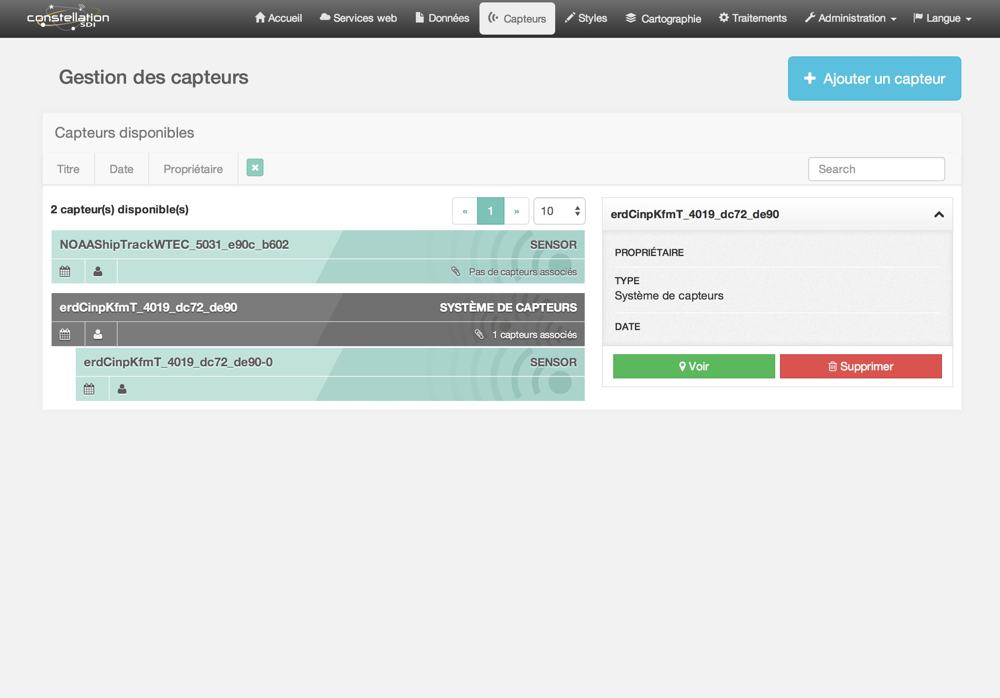 constellation SDI
Accueil Services web Données Capteurs Styles Cartographie Traitements Administration Langue
Gestion des capteurs
Ajouter un capteur
Capteurs disponibles
Titre Date Propriétaire Search
2 capteur(s) disponible(s)
« 1 » 10
NOAAShipTrackWTEC_5031_e90c_b602 SENSOR
Pas de capteurs associés
erdCinpKfmT_4019_dc72_de90 SYSTÈME DE CAPTEURS
1 capteurs associés
erdCinpKfmT_4019_dc72_de90-0 SENSOR
erdCinpKfmT_4019_dc72_de90
PROPRIÉTAIRE
TYPE
Système de capteurs
DATE
Voir Supprimer